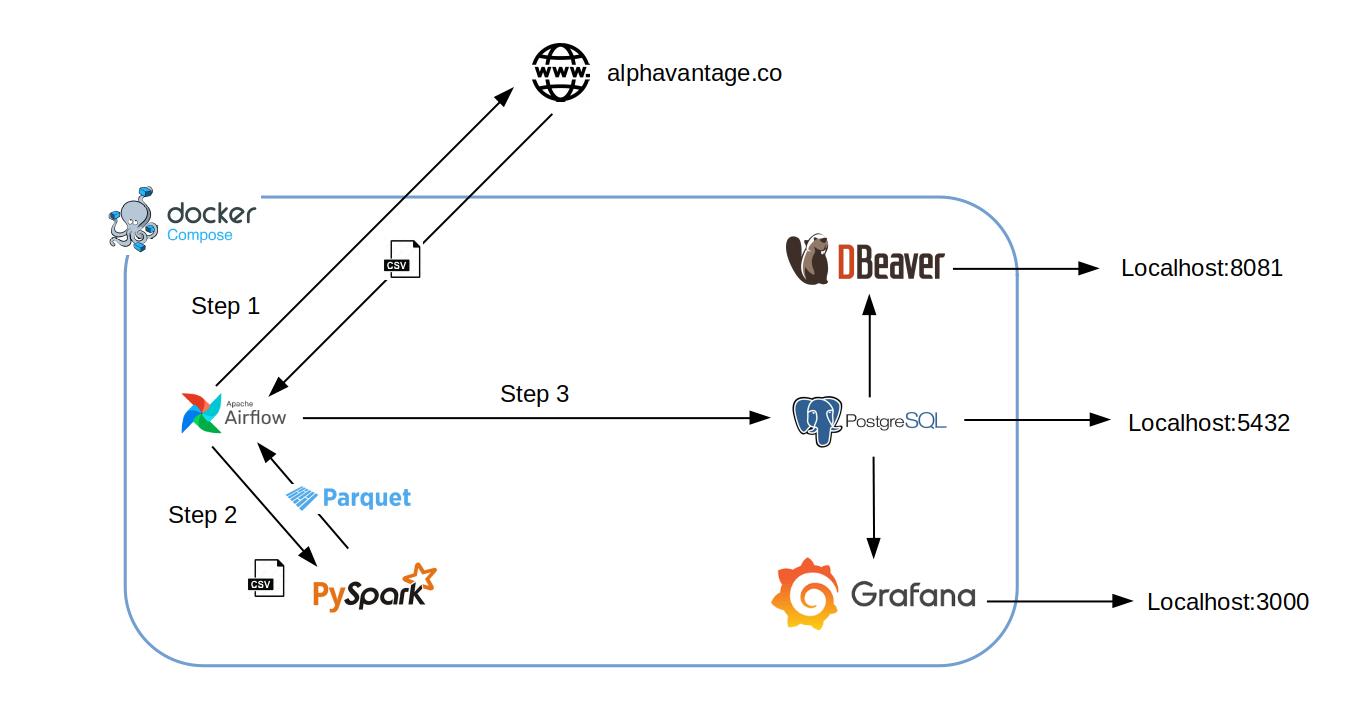 www.
alphavantage.co
docker
Compose
CSV
DBeaver
Localhost:8081
Step 1
Apache
Airflow
Step 3
PostgreSQL
Localhost:5432
Parquet
Step 2
CSV
PySpark
Grafana
Localhost:3000